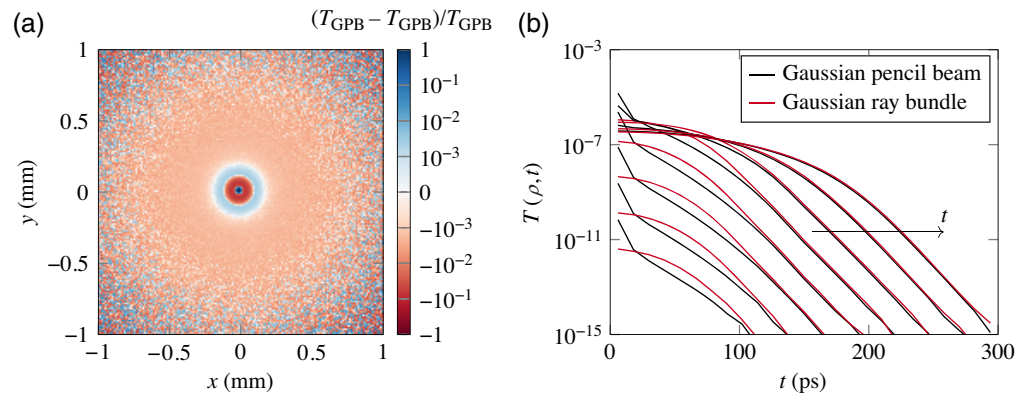 (a)
(T_GPB – T_GPB)/T_GPB
1
0.5
0
−0.5
−1
y (mm)
−1 −0.5 0 0.5 1
x (mm)
1
10^−1
10^−2
10^−3
0
−10^−3
−10^−2
−10^−1
−1
(b)
10^−3
10^−7
10^−11
10^−15
T (ρ,t)
Gaussian pencil beam
Gaussian ray bundle
t
0 100 200 300
t (ps)